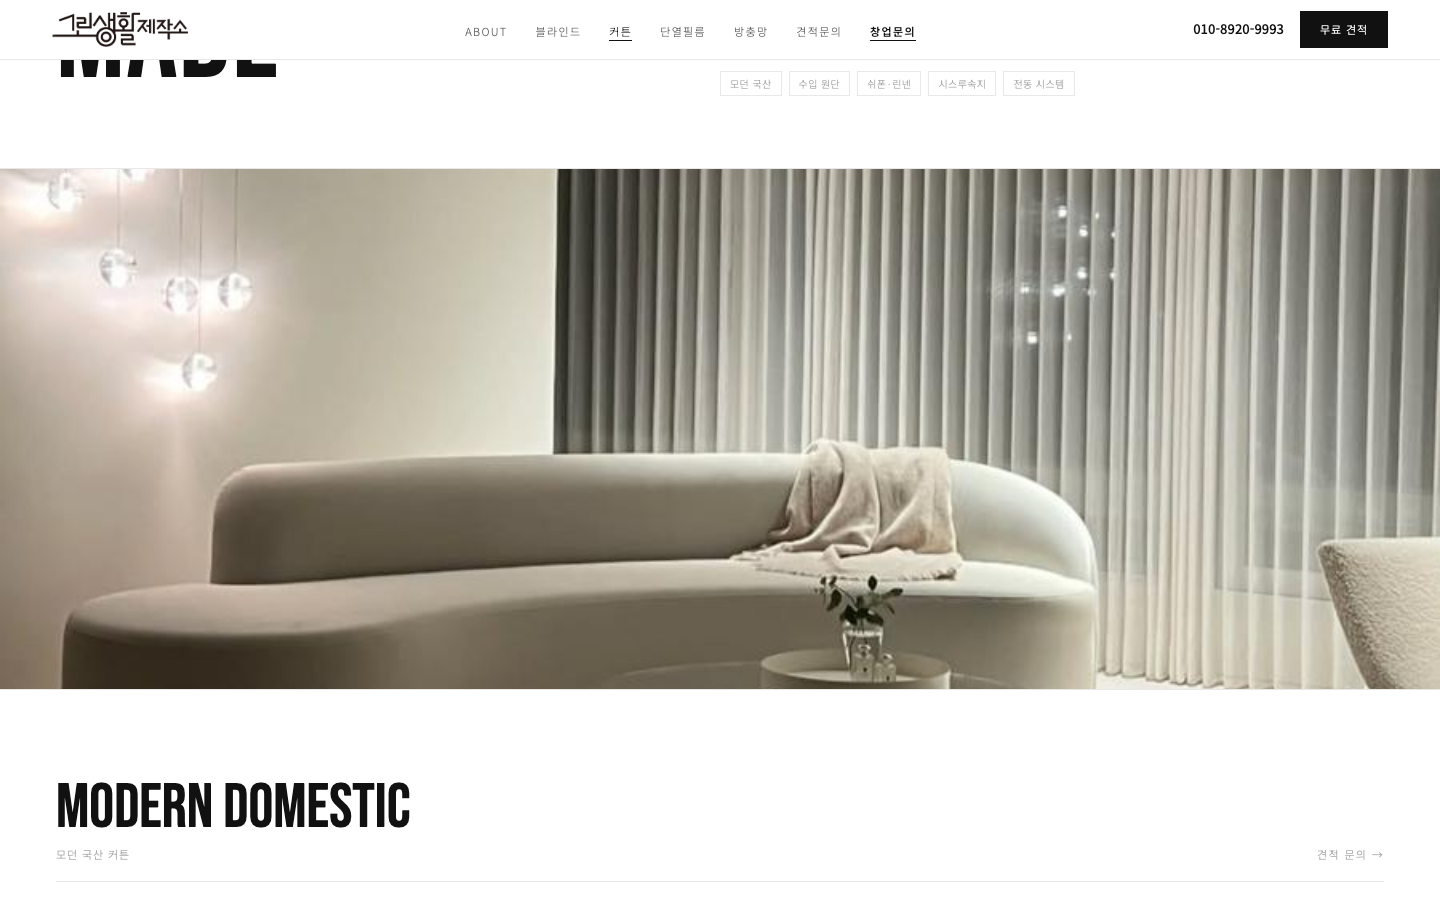 그린생활제작소
ABOUT 블라인드 커튼 단열필름 방충망 견적문의 창업문의
010-8920-9993
무료 견적
MADE
모던 국산 수입 원단 쉬폰·린넨 시스루속지 전동 시스템
MODERN DOMESTIC
모던 국산 커튼
견적 문의 →